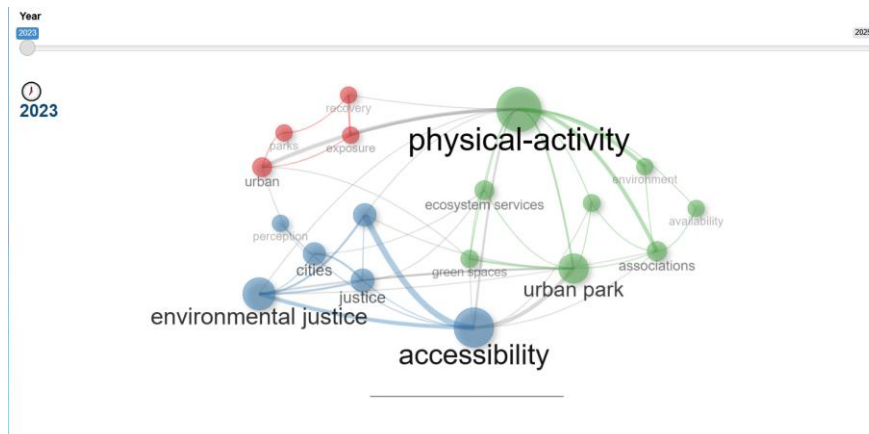 Year
2023
2025
2023
recovery
parks
exposure
physical-activity
urban
environment
ecosystem services
availability
perception
cities
green spaces
associations
justice
urban park
environmental justice
accessibility